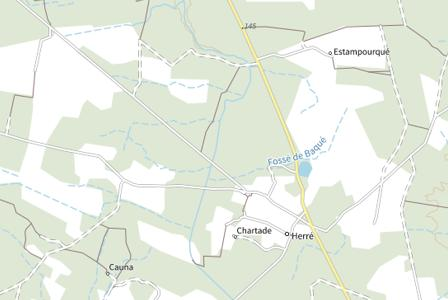 145
Estampourqué
Fosse de Baqué
Chartade
Herré
Cauna